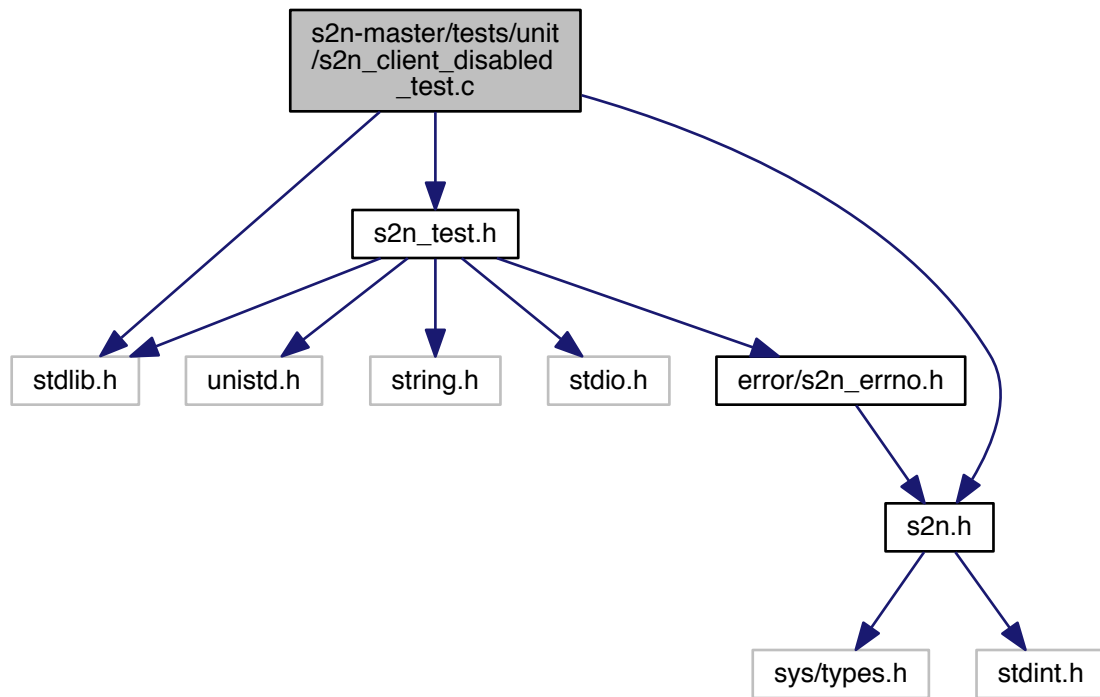 s2n-master/tests/unit
/s2n_client_disabled
_test.c
s2n_test.h
stdlib.h
unistd.h
string.h
stdio.h
error/s2n_errno.h
s2n.h
sys/types.h
stdint.h